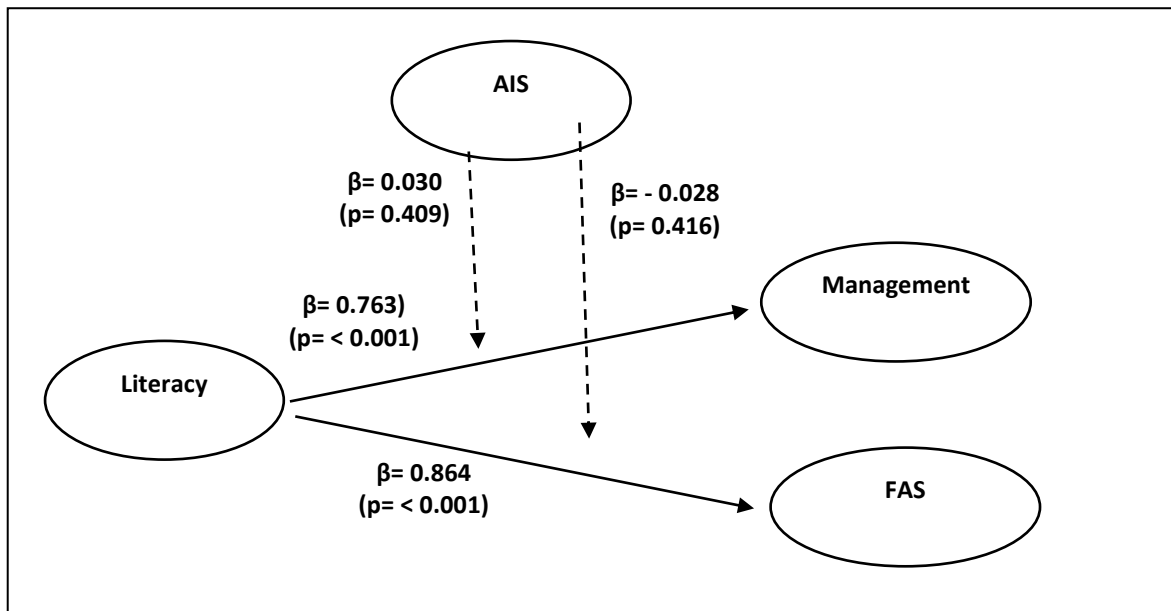 AIS
β= 0.030
(p= 0.409)
β= - 0.028
(p= 0.416)
Management
β= 0.763)
(p= < 0.001)
Literacy
β= 0.864
(p= < 0.001)
FAS